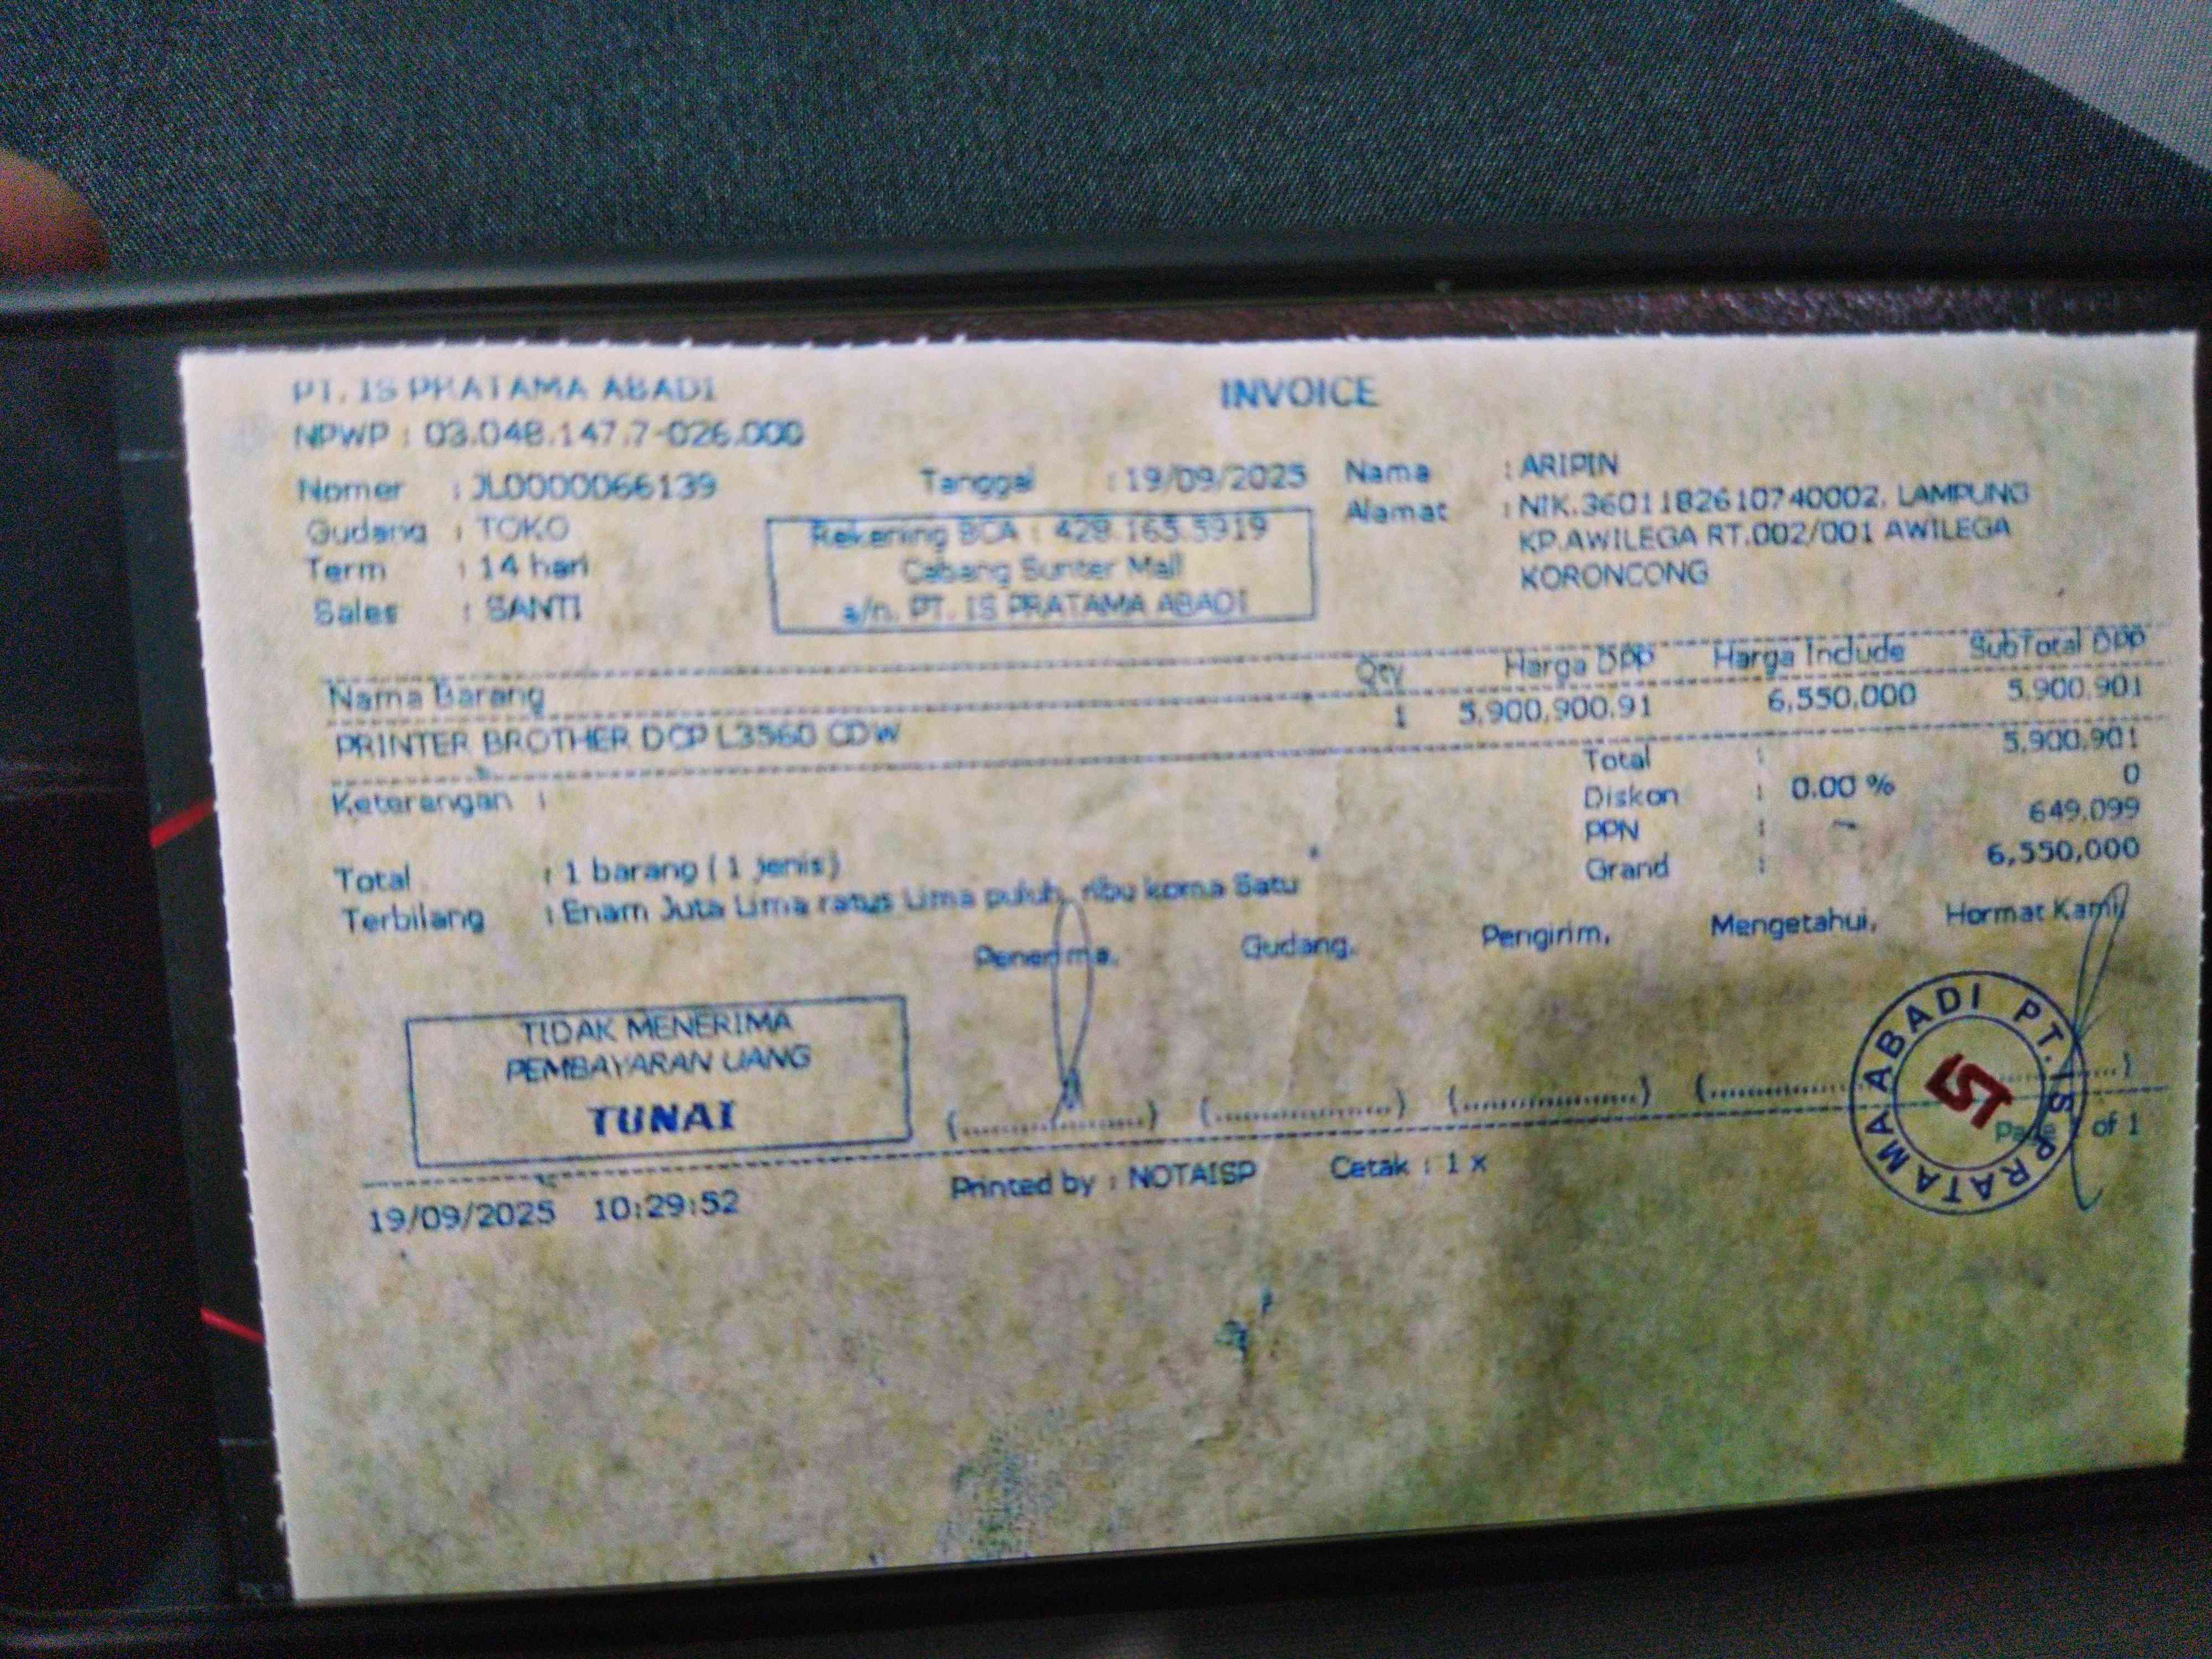 PT. IS PRATAMA ABADI
INVOICE
NPWP : 03.048.147.7-026.000
Nomer : JL0000066139
Tanggal : 19/09/2025
Nama : ARIPIN
Gudang : TOKO
Alamat : NIK.3601182610740002, LAMPUNG
KP.AWILEGA RT.002/001 AWILEGA
KORONCONG
Term : 14 hari
Sales : SANTI
Rekening BCA : 429.165.5919
Cabang Sunter Mall
a/n. PT. IS PRATAMA ABADI
Nama Barang Qty Harga DPP Harga Include SubTotal DPP
PRINTER BROTHER DCP L3560 CDW 1 5,900,900.91 6,550,000 5,900,901
Keterangan :
Total : 5,900,901
Diskon : 0.00 % 0
PPN : 649,099
Grand : 6,550,000
Total : 1 barang ( 1 jenis)
Terbilang : Enam Juta Lima ratus Lima puluh ribu koma Satu
Penerima, Gudang, Pengirim, Mengetahui, Hormat Kami,
TIDAK MENERIMA
PEMBAYARAN UANG
TUNAI
(....................) (....................) (....................) (....................)
PT. IS PRATAMA ABADI
IST
Page 1 of 1
19/09/2025 10:29:52 Printed by : NOTAISP Cetak : 1 x